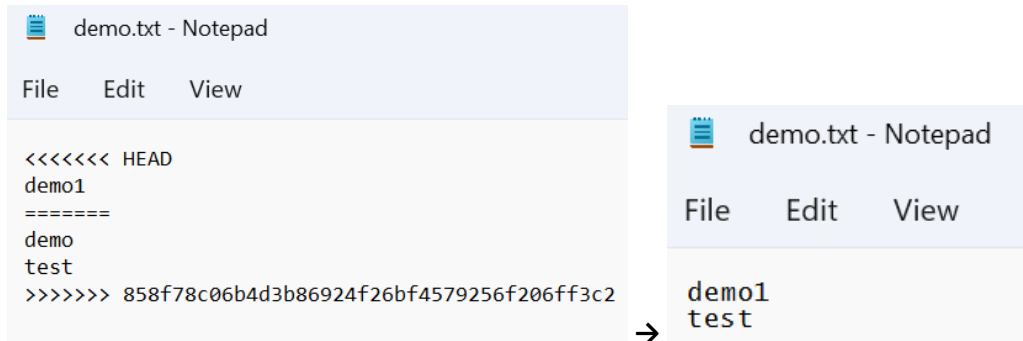 demo.txt - Notepad
File Edit View
<<<<<<< HEAD
demo1
=======
demo
test
>>>>>>> 858f78c06b4d3b86924f26bf4579256f206ff3c2
→
demo.txt - Notepad
File Edit View
demo1
test